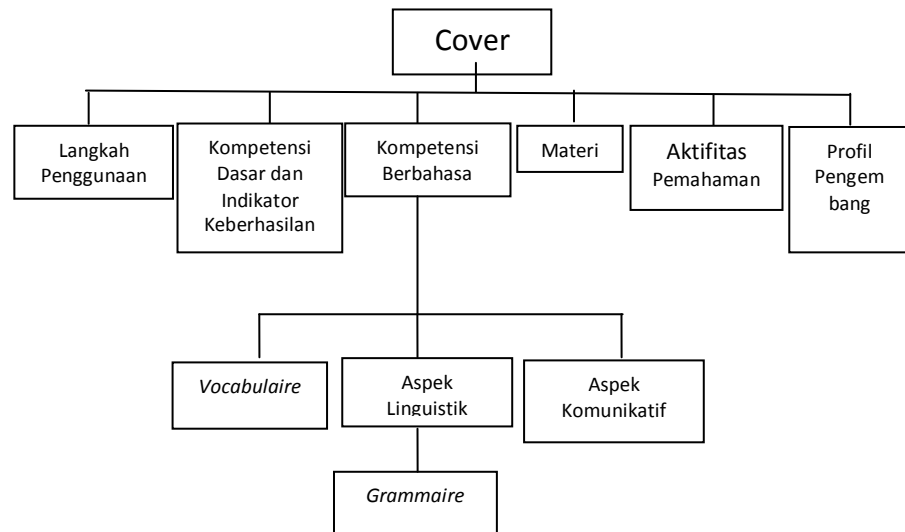 Cover
Langkah
Penggunaan
Kompetensi
Dasar dan
Indikator
Keberhasilan
Kompetensi
Berbahasa
Materi
Aktifitas
Pemahaman
Profil
Pengem
bang
Vocabulaire
Aspek
Linguistik
Aspek
Komunikatif
Grammaire